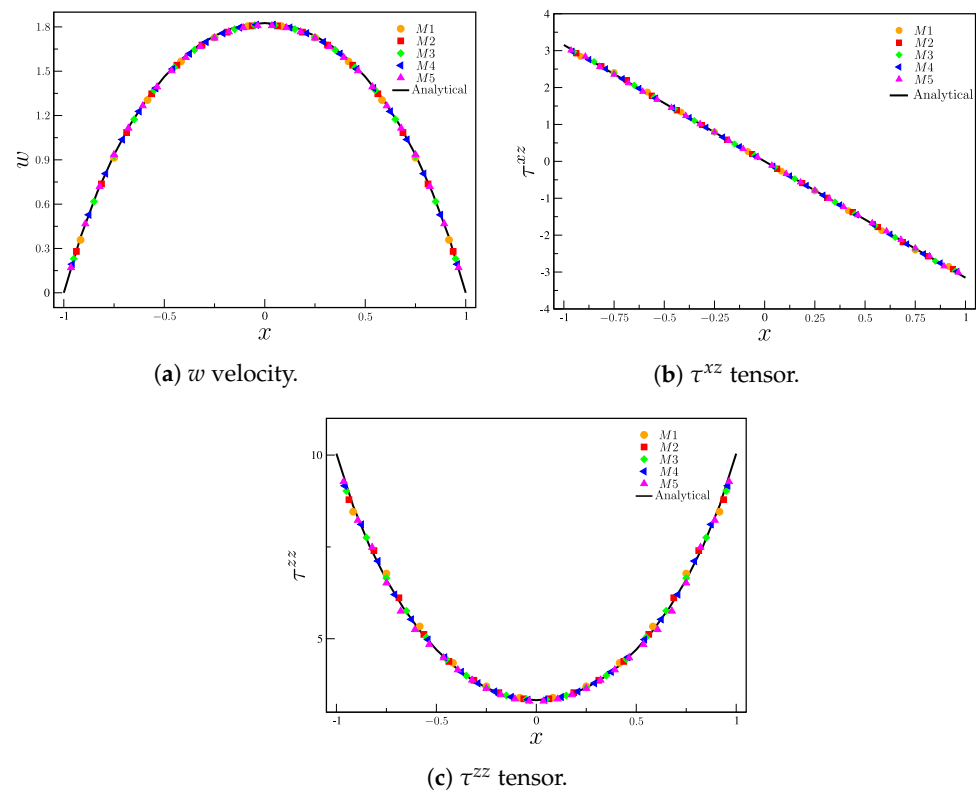 M1
M2
M3
M4
M5
Analytical
1.8
1.5
1.2
0.9
0.6
0.3
0
w
-1
−0.5
0
0.5
1
x
(a) w velocity.
M1
M2
M3
M4
M5
Analytical
4
3
2
1
0
-1
-2
-3
-4
τ^{xz}
-1
−0.75
−0.5
−0.25
0
0.25
0.5
0.75
1
x
(b) τ^{xz} tensor.
M1
M2
M3
M4
M5
Analytical
10
5
τ^{zz}
-1
−0.5
0
0.5
1
x
(c) τ^{zz} tensor.